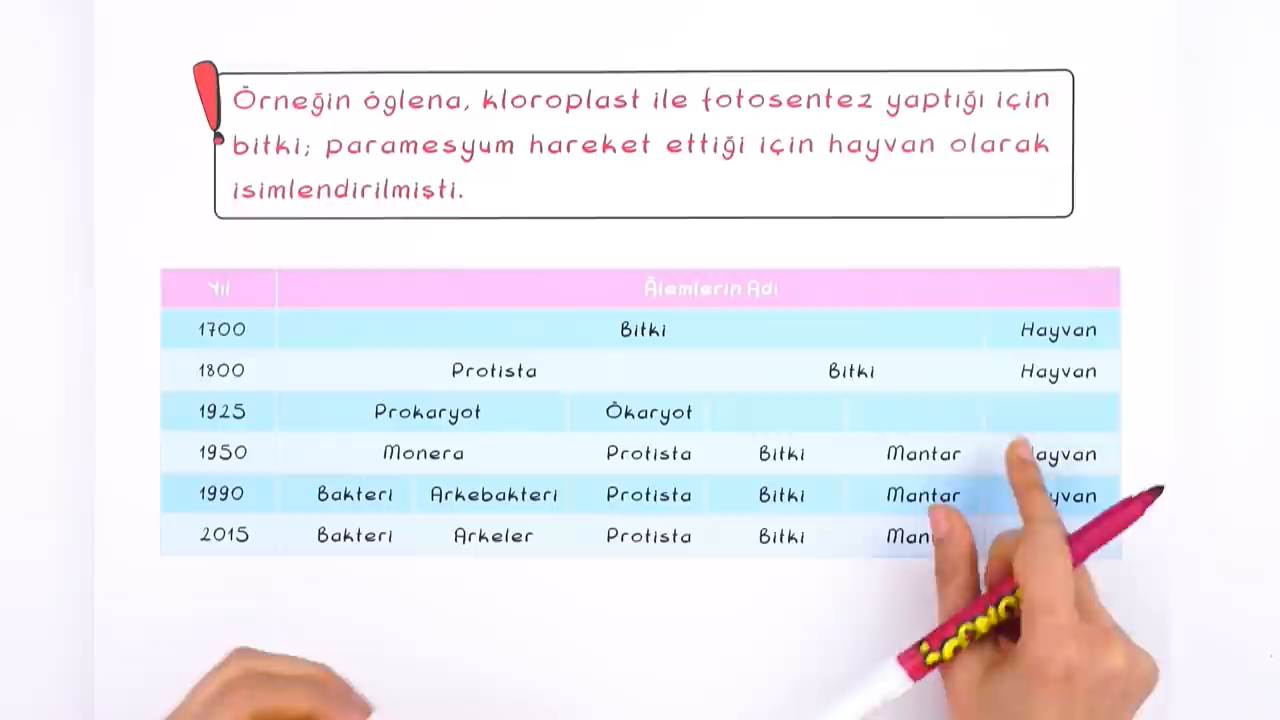 Örneğin öglena, kloroplast ile fotosentez yaptığı için
bitki; paramesyum hareket ettiği için hayvan olarak
isimlendirilmişti.
Yıl Âlemlerin Adı
1700 Bitki Hayvan
1800 Protista Bitki Hayvan
1925 Prokaryot Ökaryot
1950 Monera Protista Bitki Mantar Hayvan
1990 Bakteri Arkebakteri Protista Bitki Mantar
2015 Bakteri Arkeler Protista Bitki